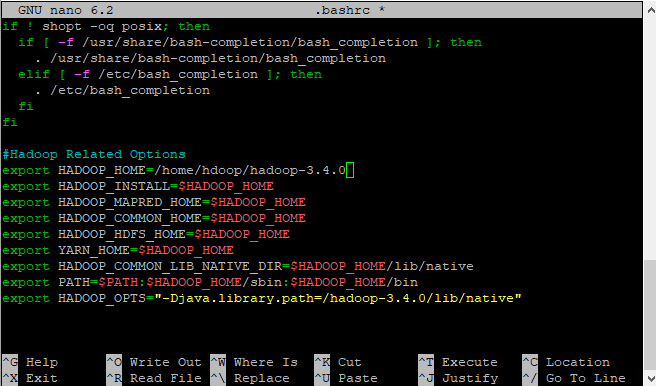 GNU nano 6.2 .bashrc *
if ! shopt -oq posix; then
  if [ -f /usr/share/bash-completion/bash_completion ]; then
    . /usr/share/bash-completion/bash_completion
  elif [ -f /etc/bash_completion ]; then
    . /etc/bash_completion
  fi
fi
#Hadoop Related Options
export HADOOP_HOME=/home/hdoop/hadoop-3.4.0
export HADOOP_INSTALL=$HADOOP_HOME
export HADOOP_MAPRED_HOME=$HADOOP_HOME
export HADOOP_COMMON_HOME=$HADOOP_HOME
export HADOOP_HDFS_HOME=$HADOOP_HOME
export YARN_HOME=$HADOOP_HOME
export HADOOP_COMMON_LIB_NATIVE_DIR=$HADOOP_HOME/lib/native
export PATH=$PATH:$HADOOP_HOME/sbin:$HADOOP_HOME/bin
export HADOOP_OPTS="-Djava.library.path=/hadoop-3.4.0/lib/native"
^G Help ^O Write Out ^W Where Is ^K Cut ^T Execute ^C Location
^X Exit ^R Read File ^\ Replace ^U Paste ^J Justify ^/ Go To Line